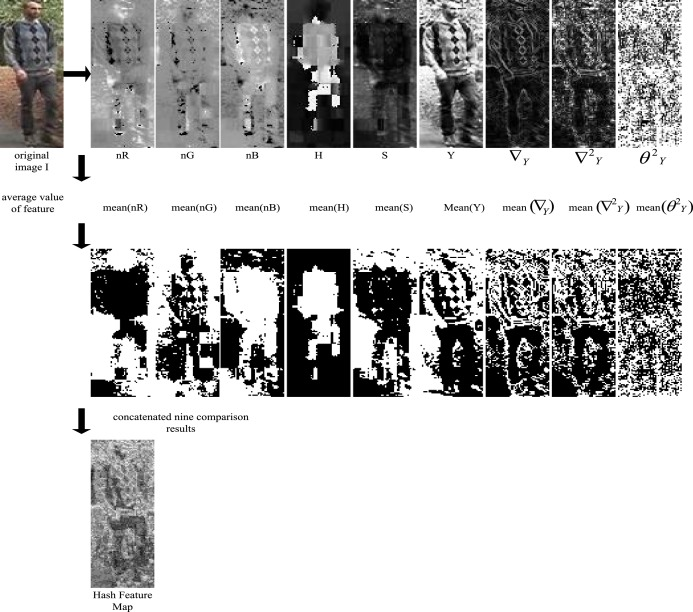 original
image I
nR
nG
nB
H
S
Y
∇Y
∇²Y
θ²Y
average value
of feature
mean(nR)
mean(nG)
mean(nB)
mean(H)
mean(S)
Mean(Y)
mean (∇Y)
mean (∇²Y)
mean(θ²Y)
concatenated nine comparison
results
Hash Feature
Map